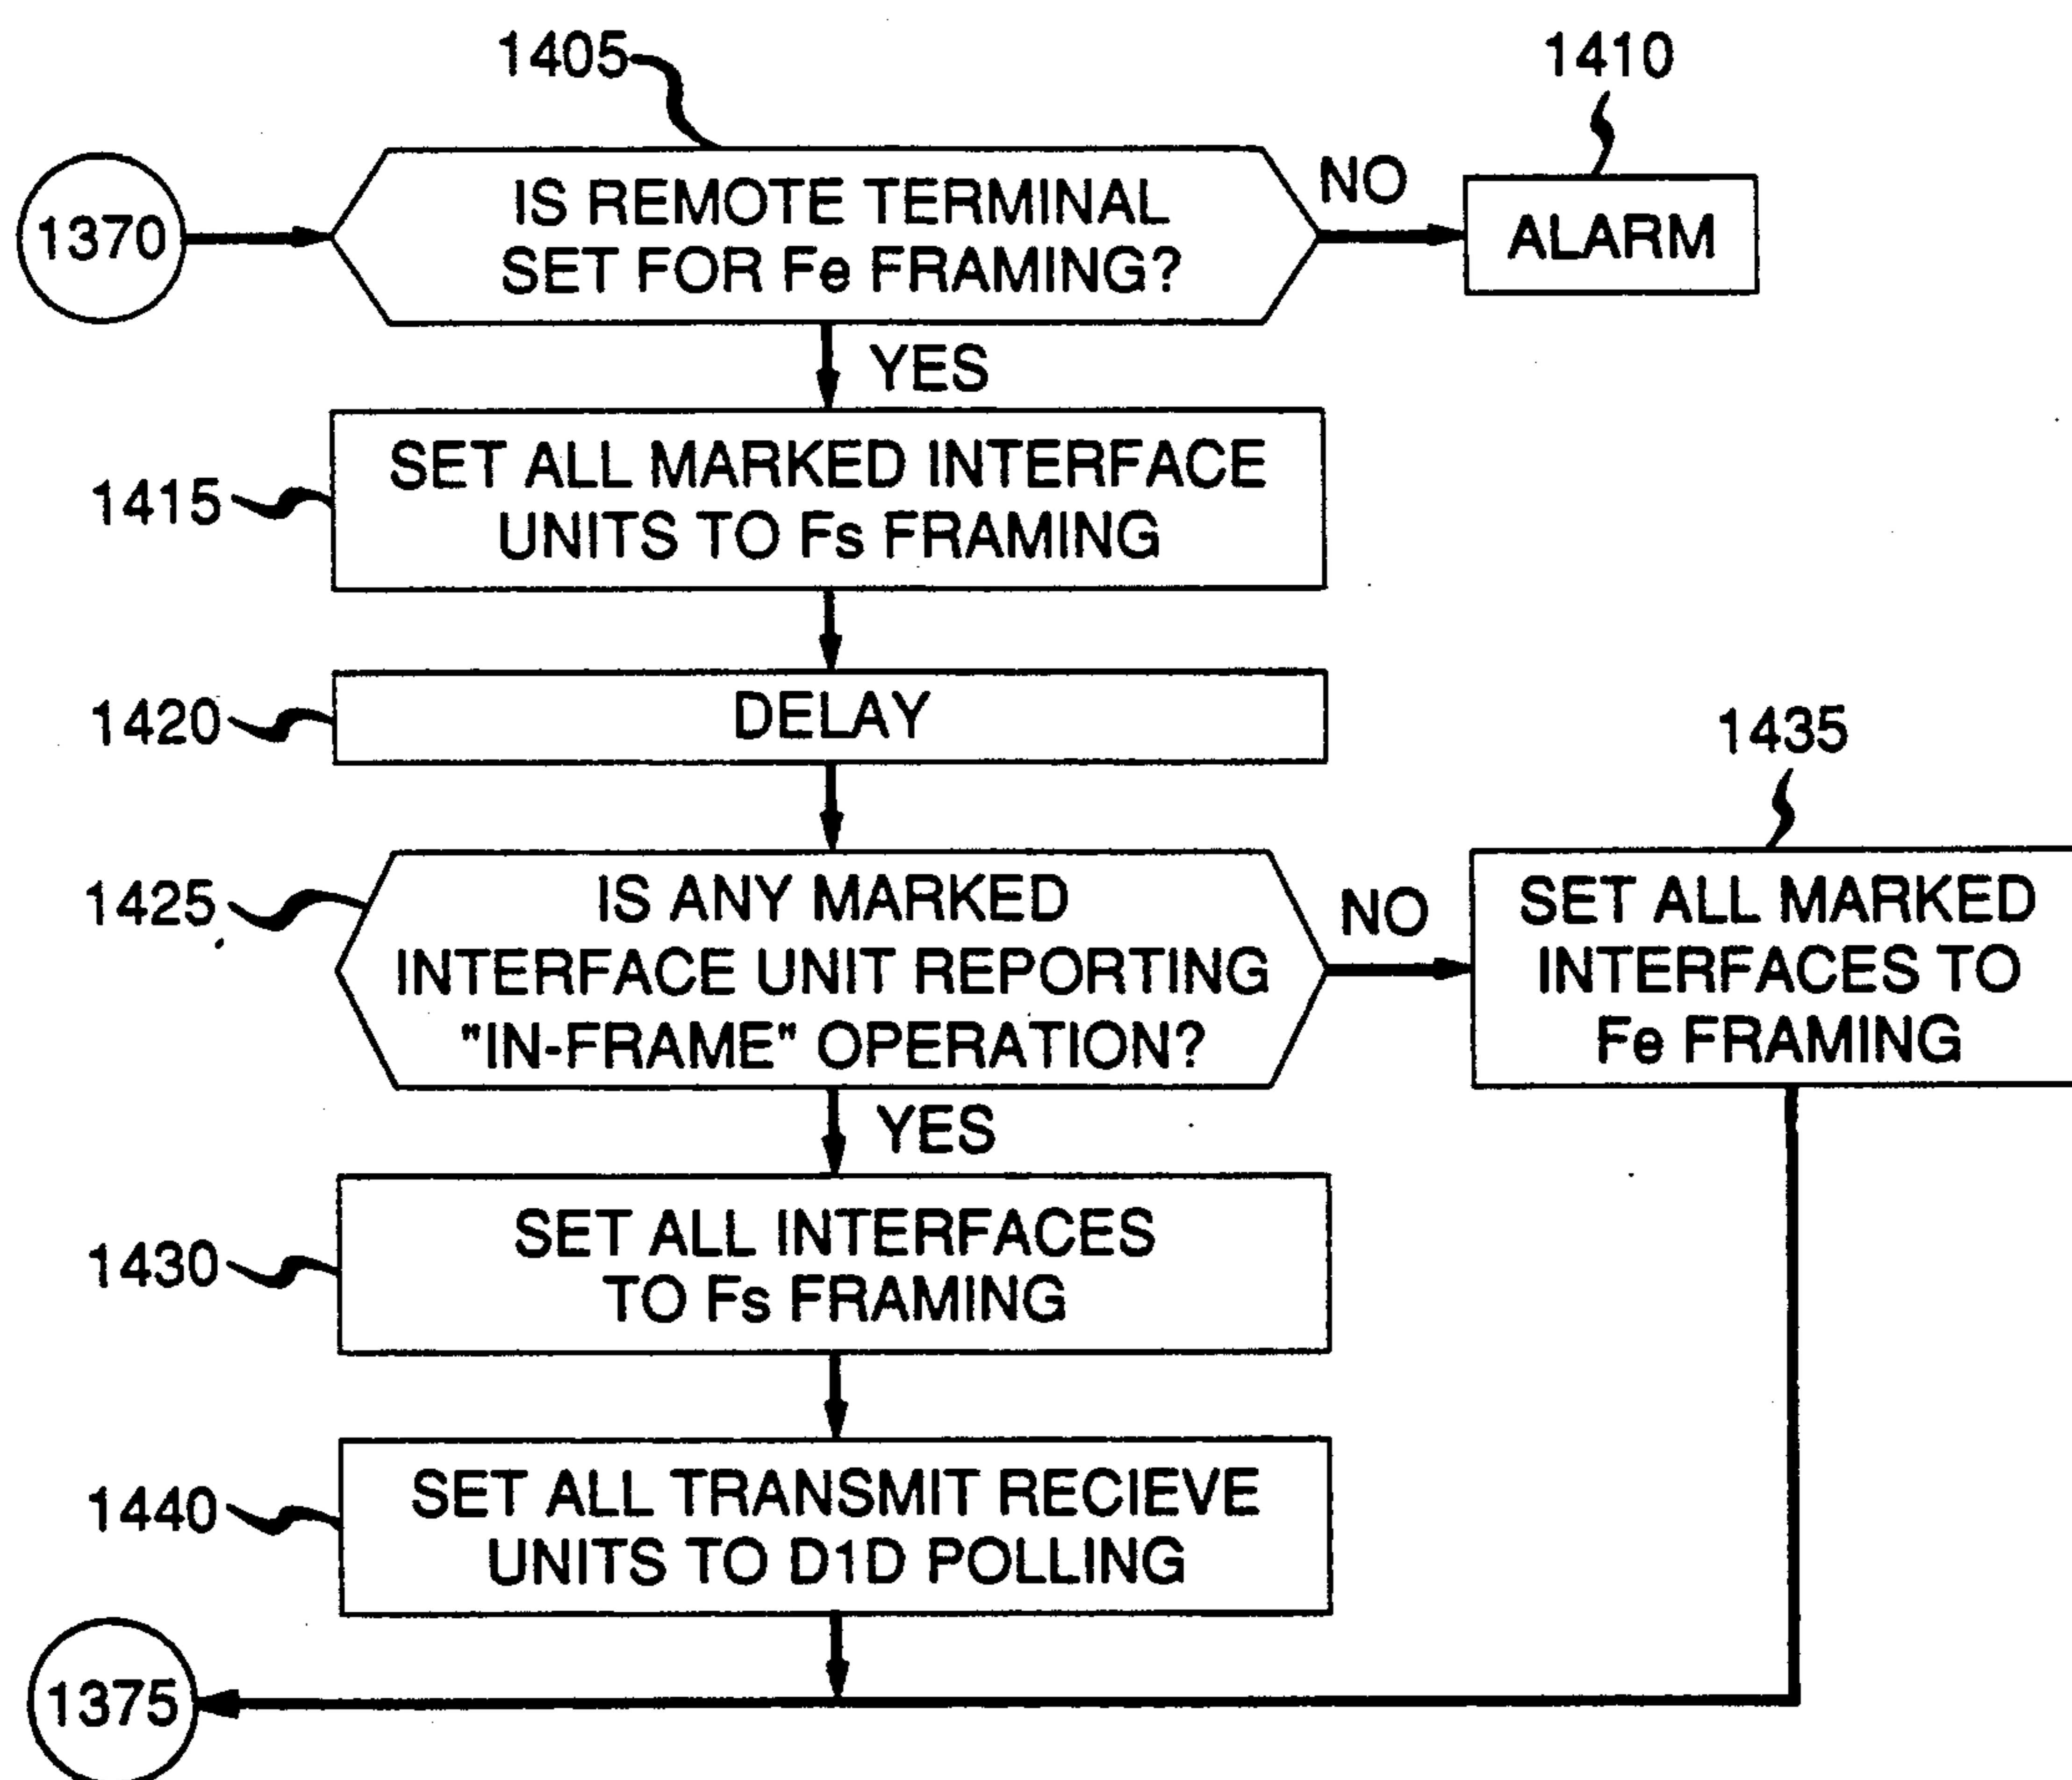 1405
1410
1370
IS REMOTE TERMINAL
SET FOR Fe FRAMING?
NO
ALARM
YES
1415
SET ALL MARKED INTERFACE
UNITS TO Fs FRAMING
1420
DELAY
1435
1425
IS ANY MARKED
INTERFACE UNIT REPORTING
"IN-FRAME" OPERATION?
NO
SET ALL MARKED
INTERFACES TO
Fe FRAMING
YES
1430
SET ALL INTERFACES
TO Fs FRAMING
1440
SET ALL TRANSMIT RECIEVE
UNITS TO D1D POLLING
1375